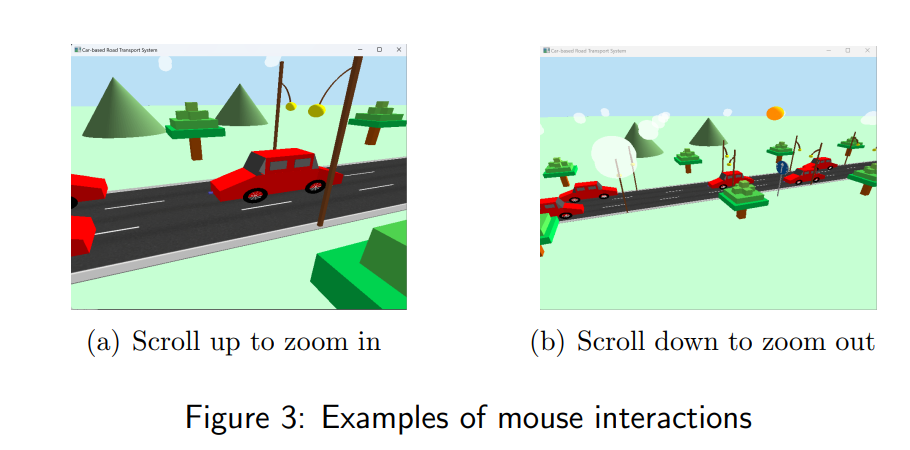 Car-based Road Transport System
Car-based Road Transport System
(a) Scroll up to zoom in
(b) Scroll down to zoom out
Figure 3: Examples of mouse interactions